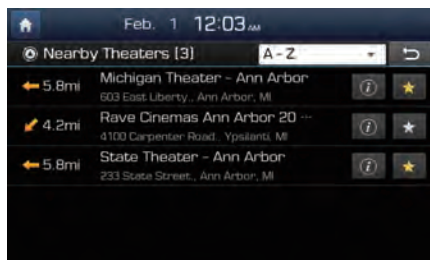 Feb. 1 12:03 AM
Nearby Theaters (3) A - Z
5.8mi Michigan Theater - Ann Arbor
603 East Liberty., Ann Arbor, MI
4.2mi Rave Cinemas Ann Arbor 20 ···
4100 Carpenter Road., Ypsilanti, MI
5.8mi State Theater - Ann Arbor
233 State Street., Ann Arbor, MI